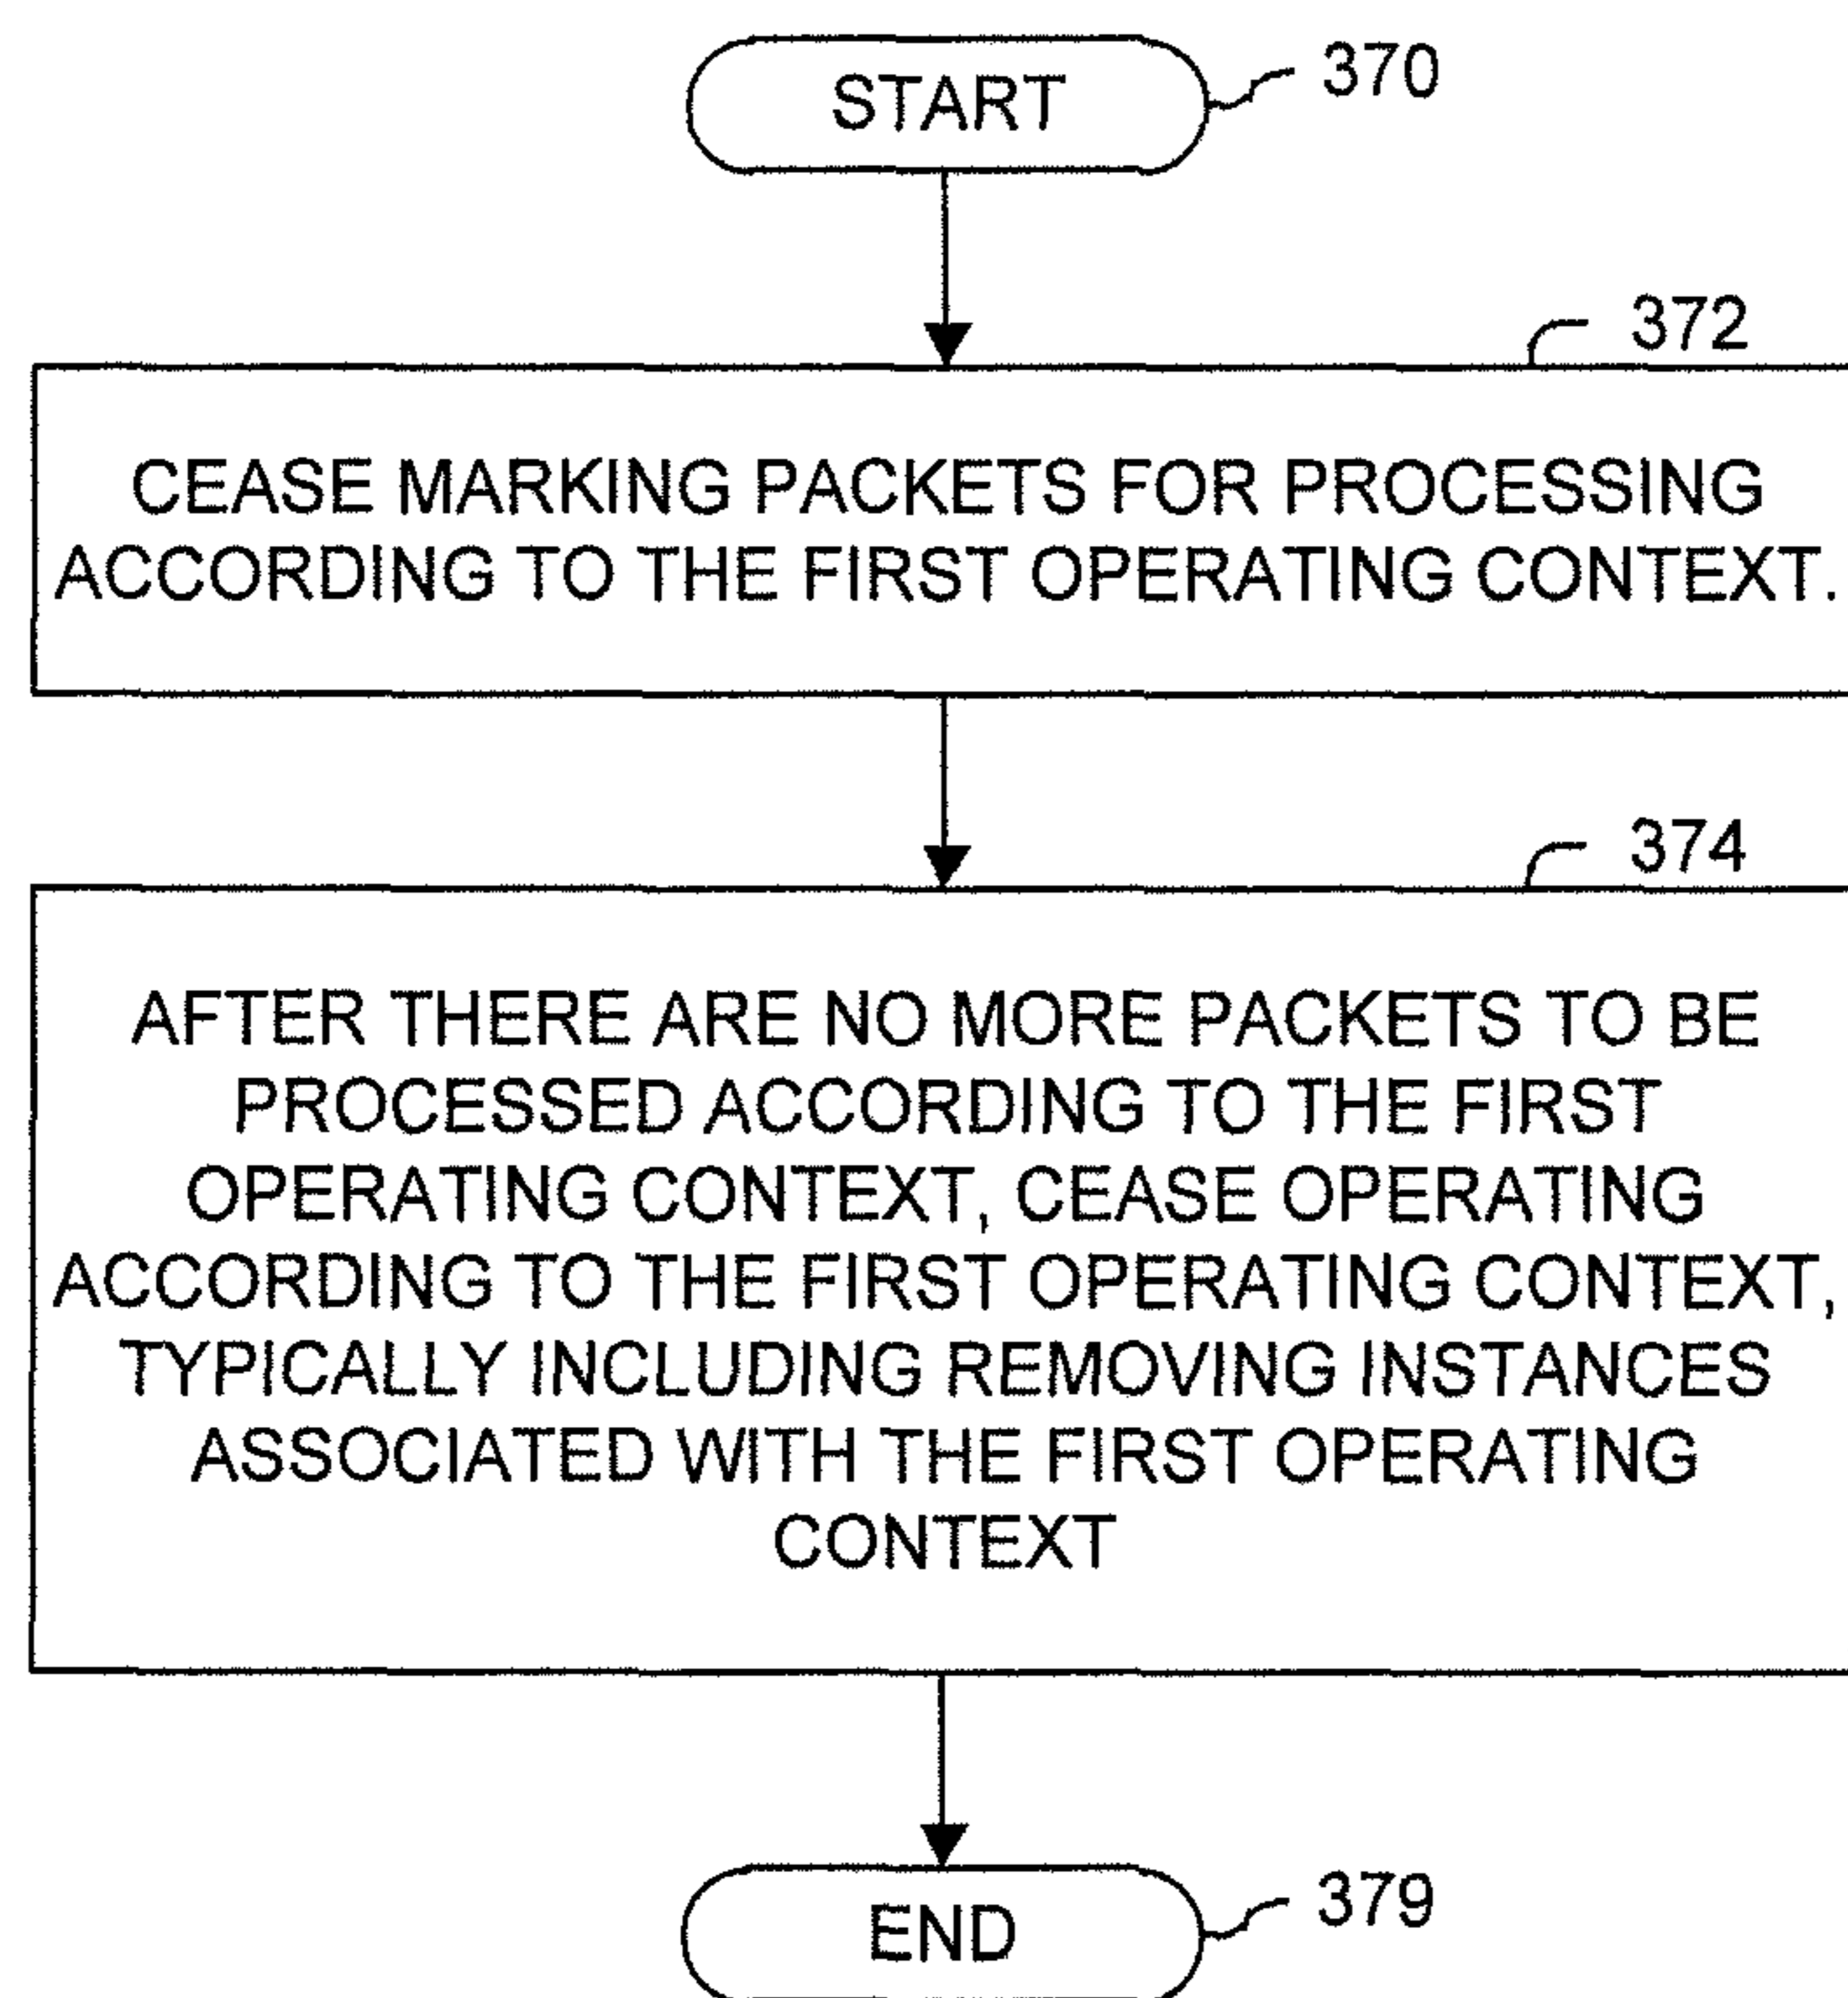 START
370
372
CEASE MARKING PACKETS FOR PROCESSING
ACCORDING TO THE FIRST OPERATING CONTEXT.
374
AFTER THERE ARE NO MORE PACKETS TO BE
PROCESSED ACCORDING TO THE FIRST
OPERATING CONTEXT, CEASE OPERATING
ACCORDING TO THE FIRST OPERATING CONTEXT,
TYPICALLY INCLUDING REMOVING INSTANCES
ASSOCIATED WITH THE FIRST OPERATING
CONTEXT
END
379